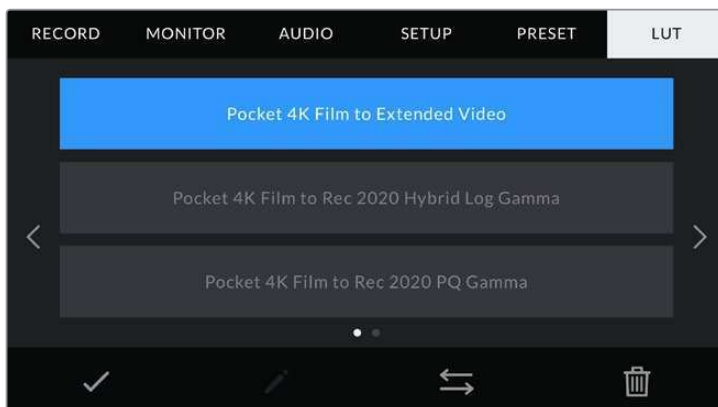 RECORD MONITOR AUDIO SETUP PRESET LUT
Pocket 4K Film to Extended Video
Pocket 4K Film to Rec 2020 Hybrid Log Gamma
Pocket 4K Film to Rec 2020 PQ Gamma